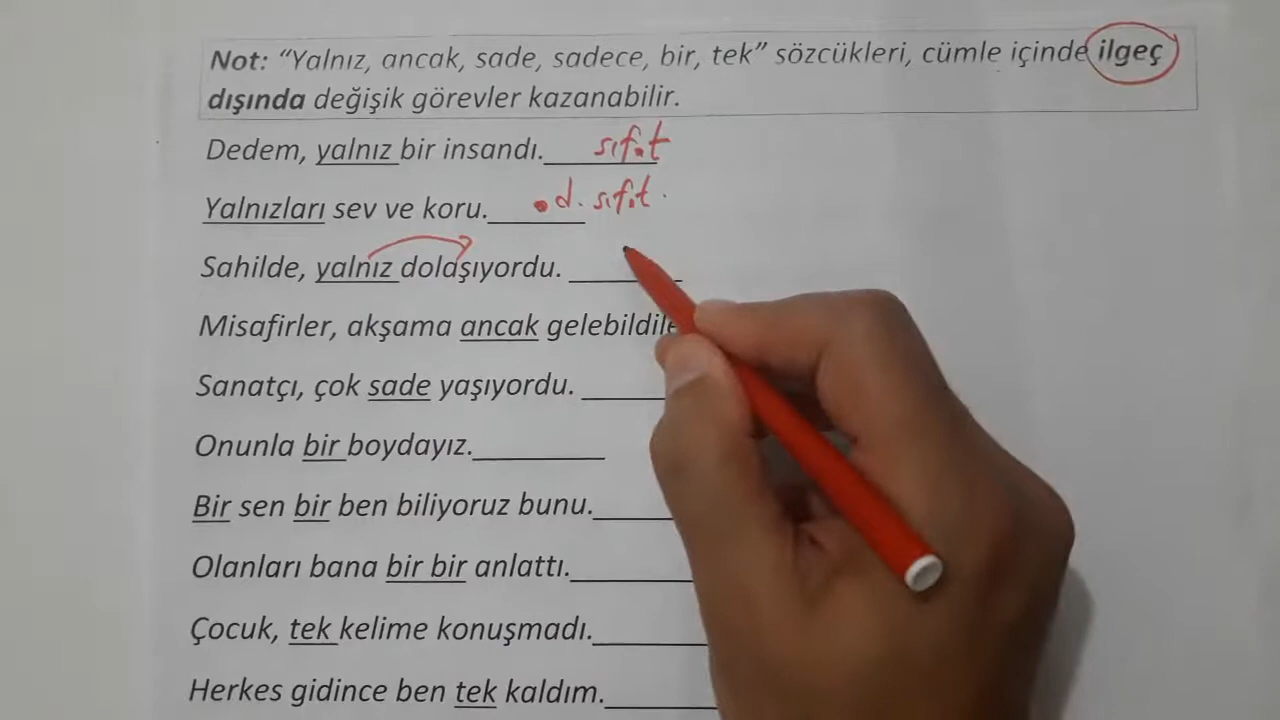 Not: “Yalnız, ancak, sade, sadece, bir, tek” sözcükleri, cümle içinde ilgeç
dışında değişik görevler kazanabilir.
Dedem, yalnız bir insandı. sıfat
Yalnızları sev ve koru. d. sıfat.
Sahilde, yalnız dolaşıyordu.
Misafirler, akşama ancak
Sanatçı, çok sade yaşıyordu.
Onunla bir boydayız.
Bir sen bir ben biliyoruz bunu.
Olanları bana bir bir anlattı.
Çocuk, tek kelime konuşmadı.
Herkes gidince ben tek kaldım.